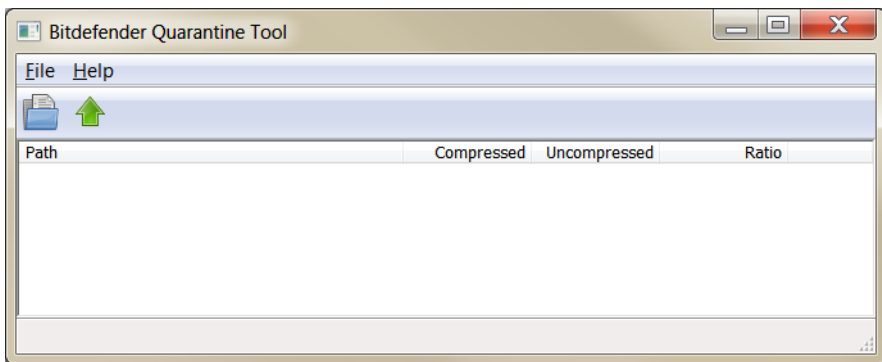 Bitdefender Quarantine Tool
File Help
Path Compressed Uncompressed Ratio